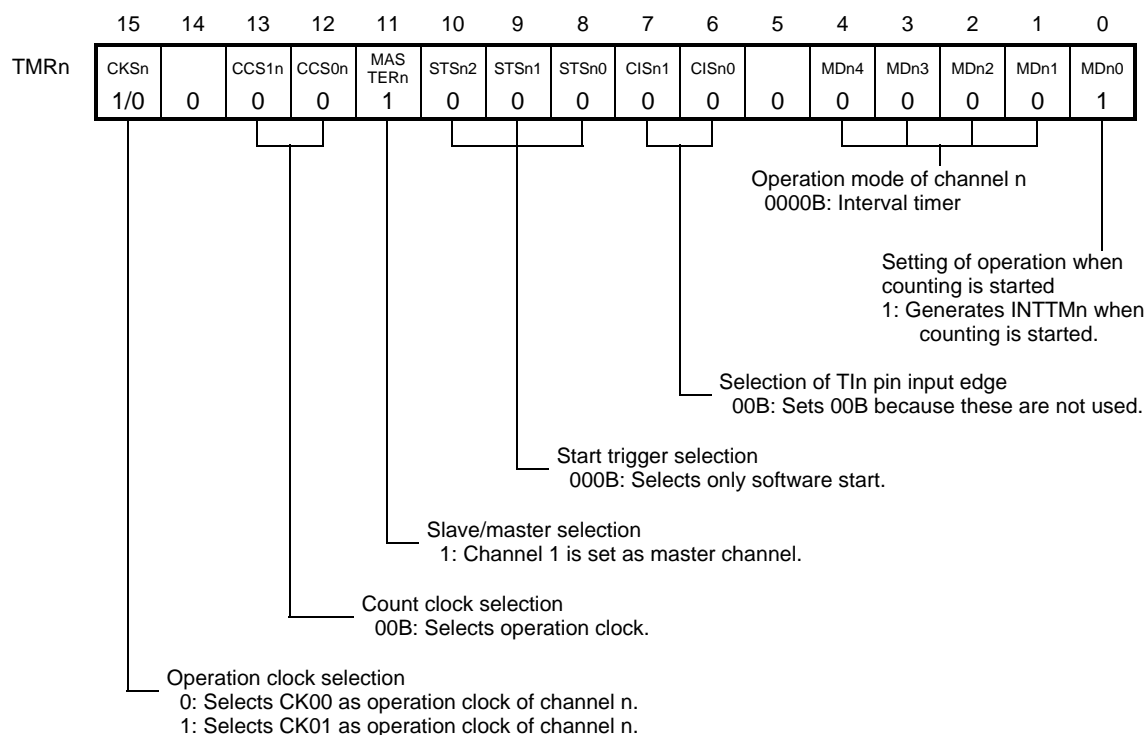 15 14 13 12 11 10 9 8 7 6 5 4 3 2 1 0
TMRn CKSn CCS1n CCS0n MAS TERn STSn2 STSn1 STSn0 CISn1 CISn0 MDn4 MDn3 MDn2 MDn1 MDn0
1/0 0 0 0 1 0 0 0 0 0 0 0 0 0 0 1
Operation mode of channel n
0000B: Interval timer
Setting of operation when
counting is started
1: Generates INTTMn when
counting is started.
Selection of TIn pin input edge
00B: Sets 00B because these are not used.
Start trigger selection
000B: Selects only software start.
Slave/master selection
1: Channel 1 is set as master channel.
Count clock selection
00B: Selects operation clock.
Operation clock selection
0: Selects CK00 as operation clock of channel n.
1: Selects CK01 as operation clock of channel n.